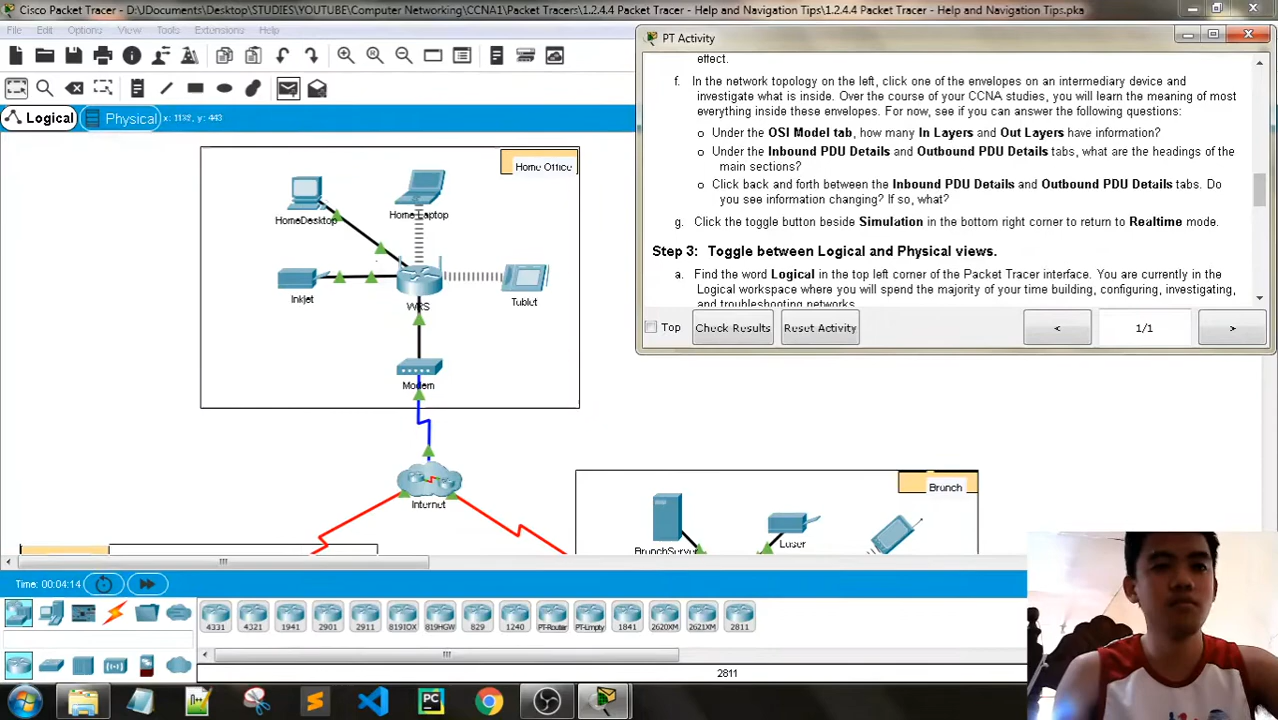 Cisco Packet Tracer - D:\JDocuments\Desktop\STUDIES\YOUTUBE\Computer Networking\CCNA1\Packet Tracers\1.2.4.4 Packet Tracer - Help and Navigation Tips\1.2.4.4 Packet Tracer - Help and Navigation Tips.pka
File Edit Options View Tools Extensions Help
PT Activity
effect.
f. In the network topology on the left, click one of the envelopes on an intermediary device and
investigate what is inside. Over the course of your CCNA studies, you will learn the meaning of most
everything inside these envelopes. For now, see if you can answer the following questions:
o Under the OSI Model tab, how many In Layers and Out Layers have information?
o Under the Inbound PDU Details and Outbound PDU Details tabs, what are the headings of the
main sections?
o Click back and forth between the Inbound PDU Details and Outbound PDU Details tabs. Do
you see information changing? If so, what?
g. Click the toggle button beside Simulation in the bottom right corner to return to Realtime mode.
Step 3: Toggle between Logical and Physical views.
a. Find the word Logical in the top left corner of the Packet Tracer interface. You are currently in the
Logical workspace where you will spend the majority of your time building, configuring, investigating,
and troubleshooting networks.
Top Check Results Reset Activity < 1/1 >
Logical Physical x: 1132, y: 443
Home Office
HomeDesktop
Home Laptop
Inkjet
WRS
Tublet
Modem
Internet
Brunch
BrunchServer
Luser
Time: 00:04:14
4331 4321 1941 2901 2911 819IOX 819HGW 829 1240 PT-Router PT-Empty 1841 2620XM 2621XM 2811
2811